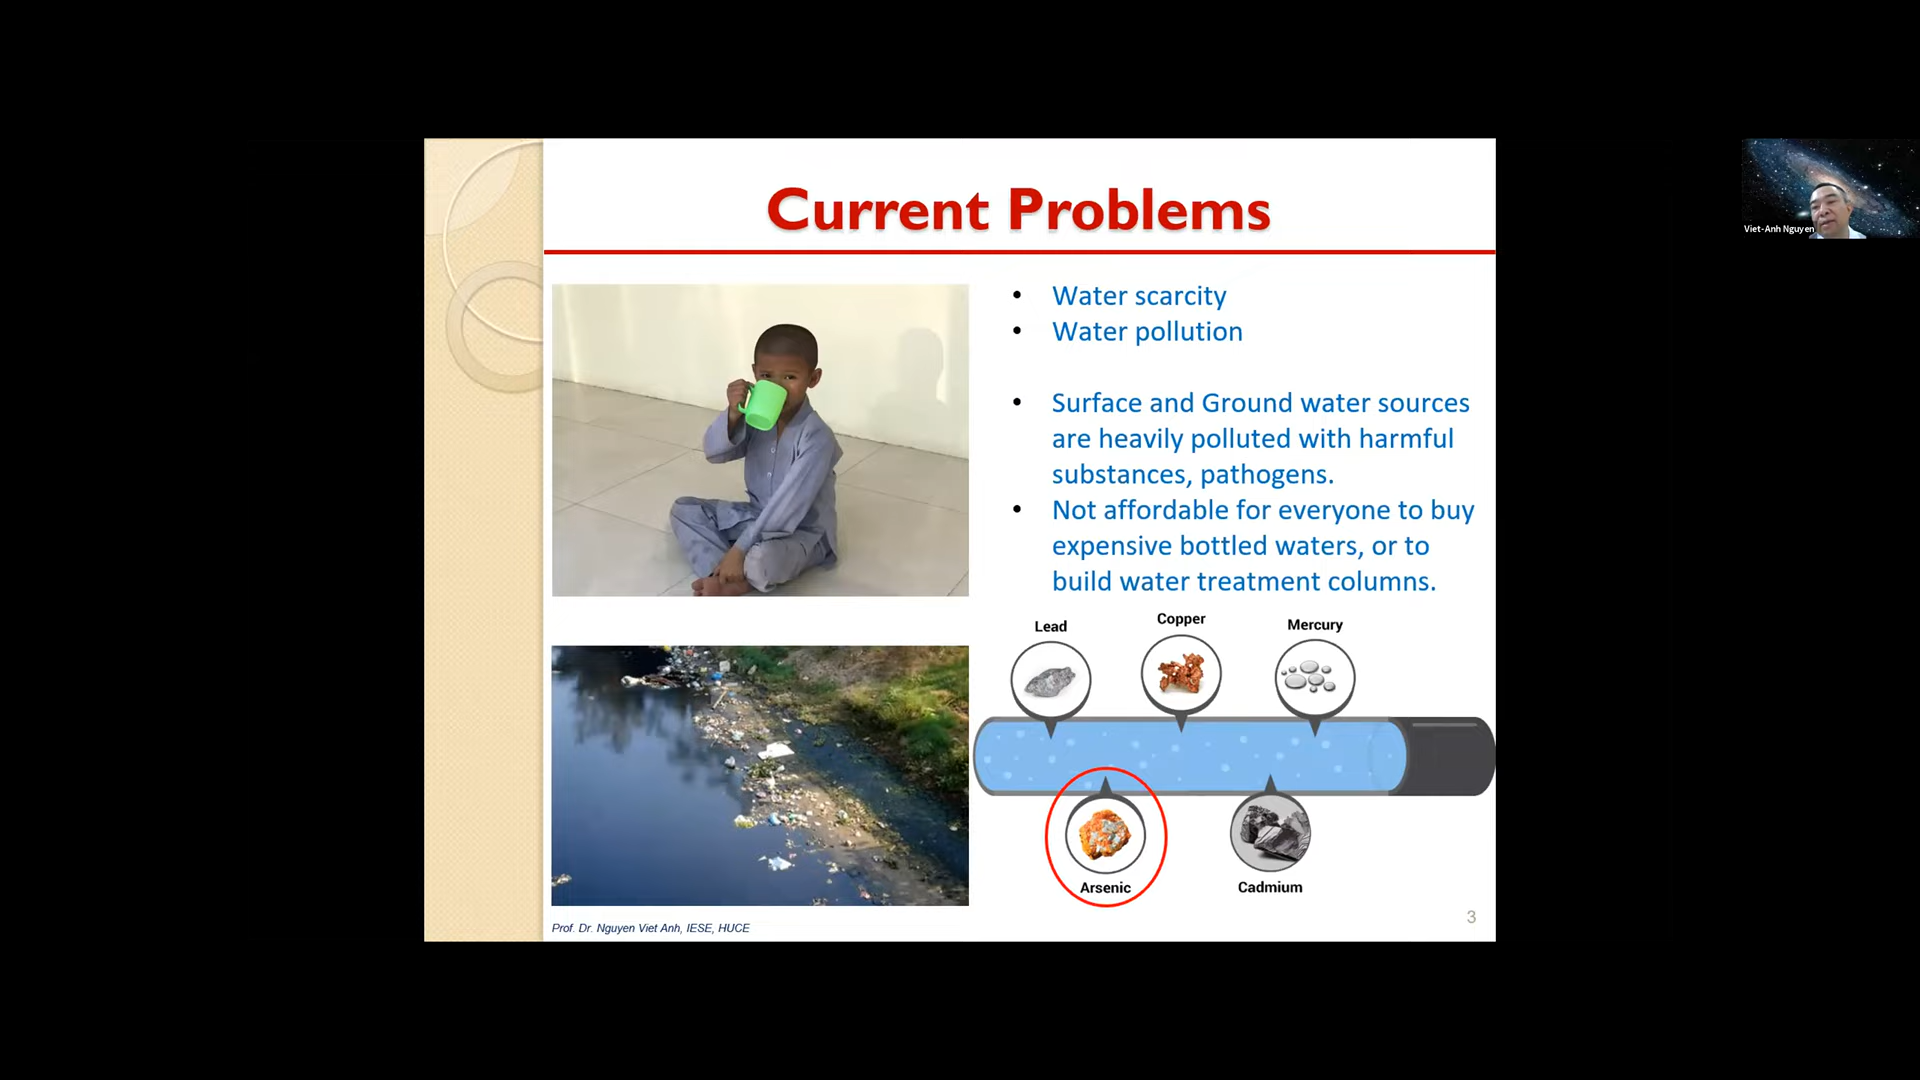 Current Problems
• Water scarcity
• Water pollution
• Surface and Ground water sources
are heavily polluted with harmful
substances, pathogens.
• Not affordable for everyone to buy
expensive bottled waters, or to
build water treatment columns.
Lead
Copper
Mercury
Arsenic
Cadmium
Prof. Dr. Nguyen Viet Anh, IESE, HUCE
3
Viet-Anh Nguyen